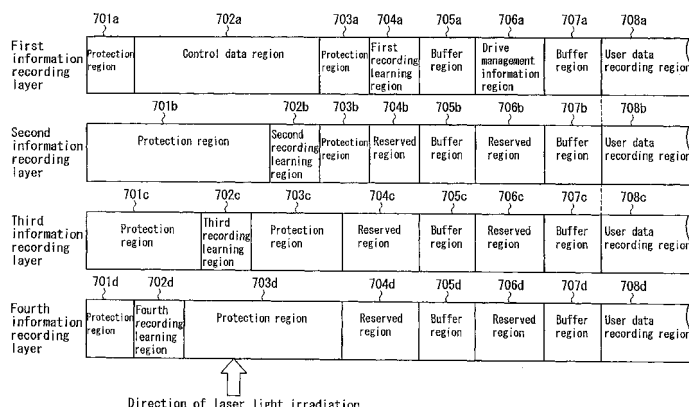 701a 702a 703a 704a 705a 706a 707a 708a
First information recording layer
Protection region
Control data region
Protection region
First recording learning region
Buffer region
Drive management information region
Buffer region
User data recording region
701b 702b 703b 704b 705b 706b 707b 708b
Second information recording layer
Protection region
Second recording learning region
Protection region
Reserved region
Buffer region
Reserved region
Buffer region
User data recording region
701c 702c 703c 704c 705c 706c 707c 708c
Third information recording layer
Protection region
Third recording learning region
Protection region
Reserved region
Buffer region
Reserved region
Buffer region
User data recording region
701d 702d 703d 704d 705d 706d 707d 708d
Fourth information recording layer
Protection region
Fourth recording learning region
Protection region
Reserved region
Buffer region
Reserved region
Buffer region
User data recording region
Direction of laser light irradiation